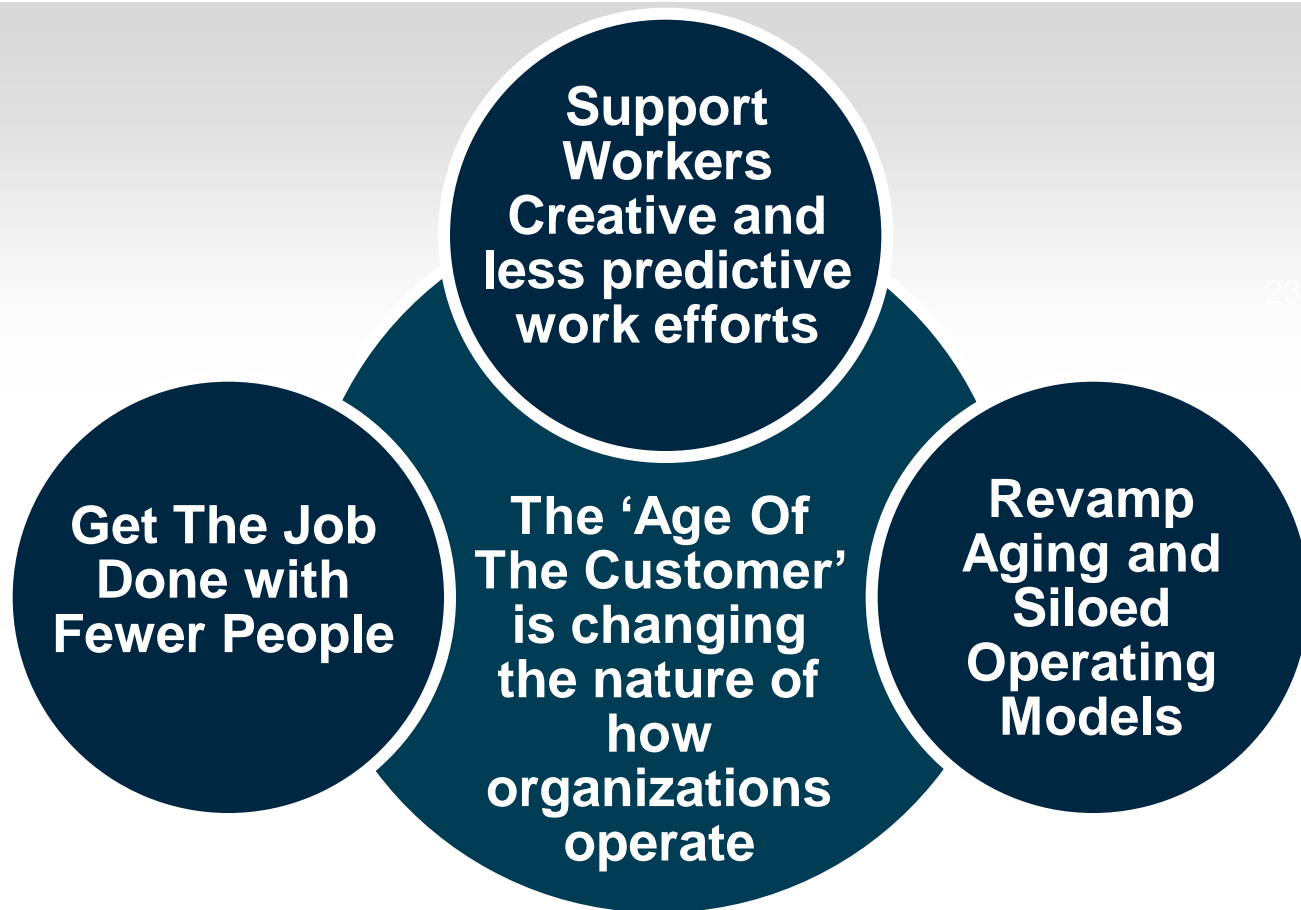 Support
Workers
Creative and
less predictive
work efforts
23
Get The Job
Done with
Fewer People
The ‘Age Of
The Customer’
is changing
the nature of
how
organizations
operate
Revamp
Aging and
Siloed
Operating
Models